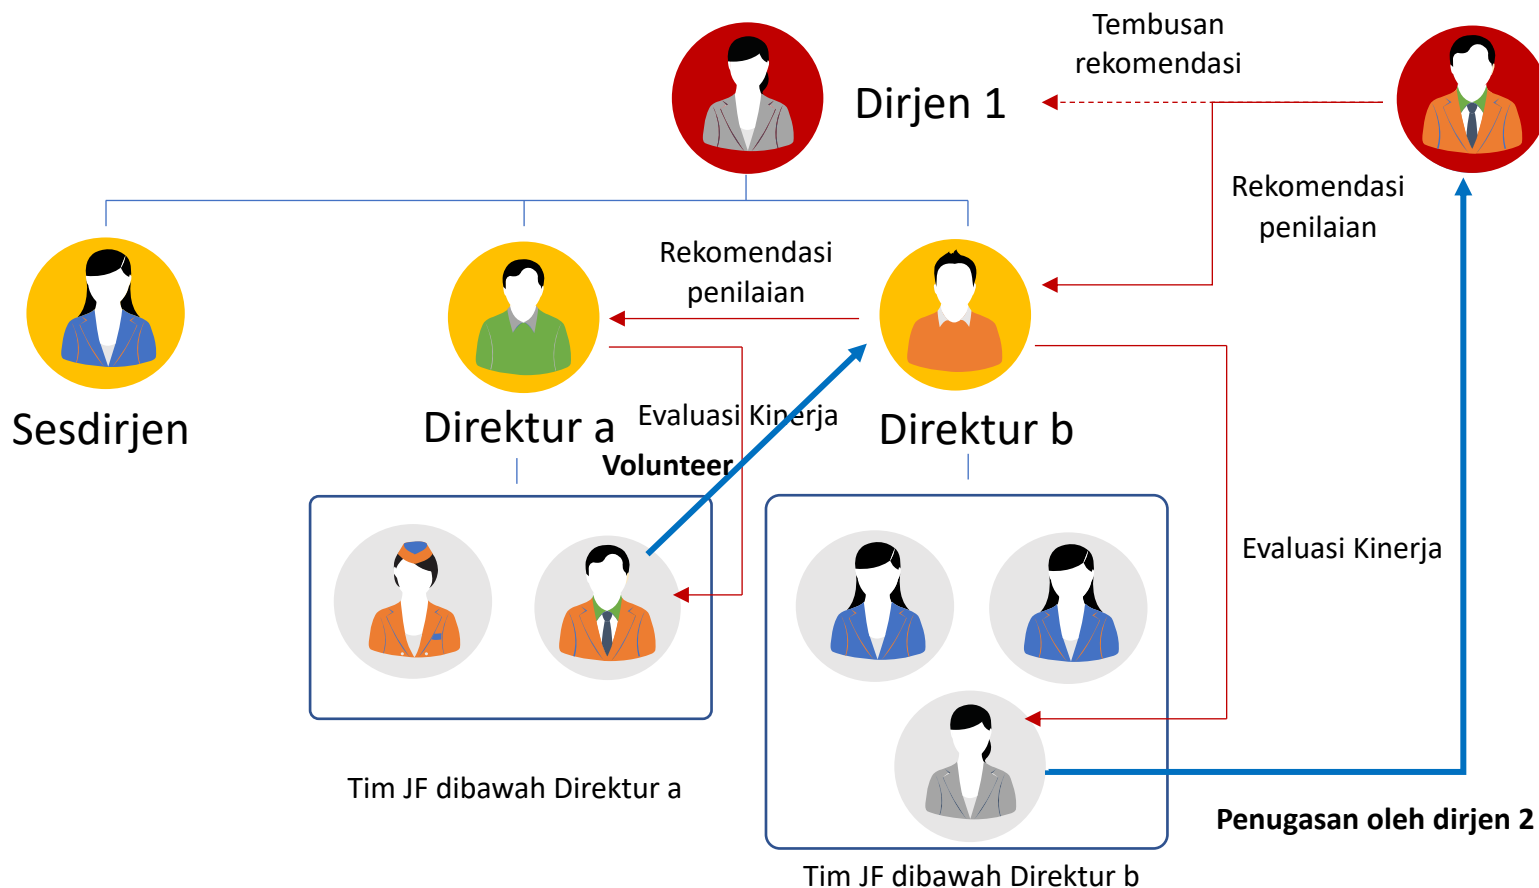 Tembusan
rekomendasi
Dirjen 1
Rekomendasi
penilaian
Rekomendasi
penilaian
Sesdirjen
Direktur a
Evaluasi Kinerja
Direktur b
Volunteer
Evaluasi Kinerja
Tim JF dibawah Direktur a
Penugasan oleh dirjen 2
Tim JF dibawah Direktur b